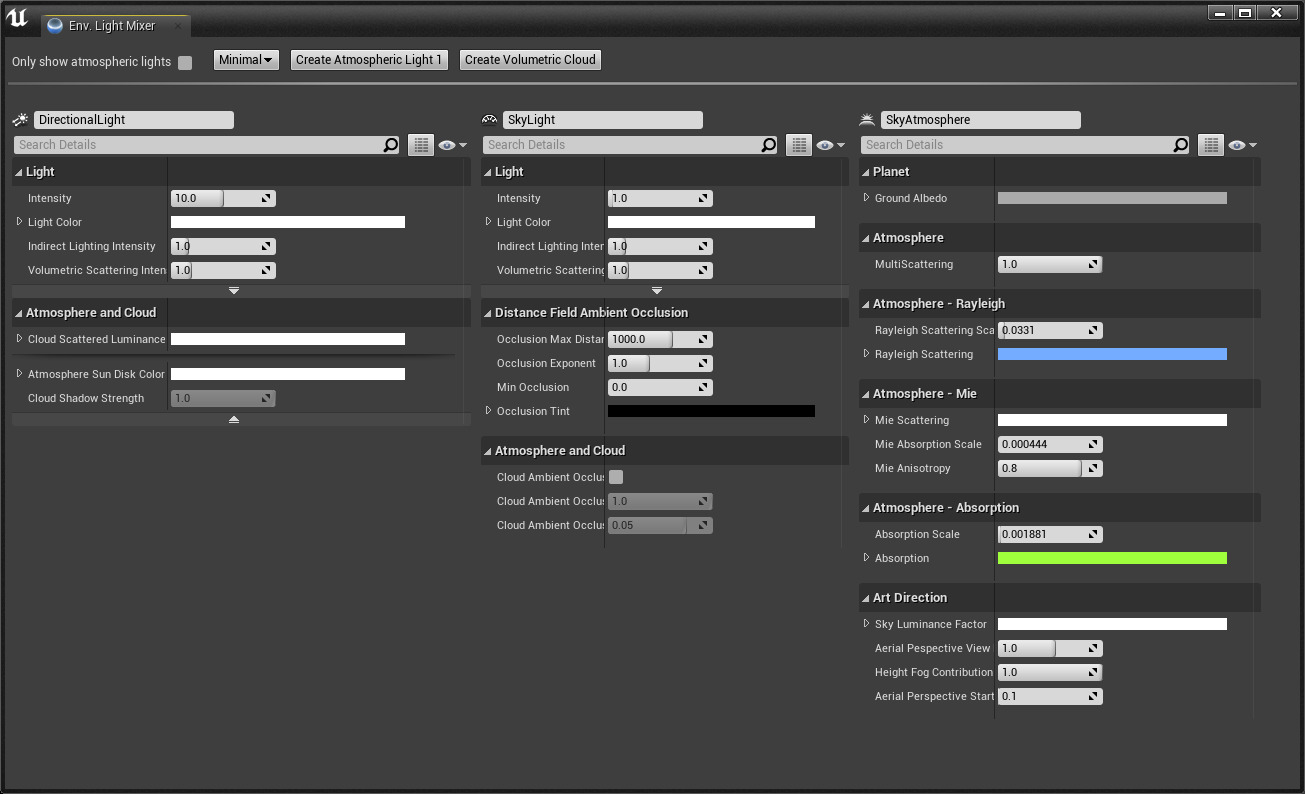 Env. Light Mixer
Only show atmospheric lights
Minimal
Create Atmospheric Light 1
Create Volumetric Cloud
DirectionalLight
Search Details
Light
Intensity 10.0
Light Color
Indirect Lighting Intensity 1.0
Volumetric Scattering Inten 1.0
Atmosphere and Cloud
Cloud Scattered Luminance
Atmosphere Sun Disk Color
Cloud Shadow Strength 1.0
SkyLight
Search Details
Light
Intensity 1.0
Light Color
Indirect Lighting Inter 1.0
Volumetric Scattering 1.0
Distance Field Ambient Occlusion
Occlusion Max Distar 1000.0
Occlusion Exponent 1.0
Min Occlusion 0.0
Occlusion Tint
Atmosphere and Cloud
Cloud Ambient Occlus
Cloud Ambient Occlus 1.0
Cloud Ambient Occlus 0.05
SkyAtmosphere
Search Details
Planet
Ground Albedo
Atmosphere
MultiScattering 1.0
Atmosphere - Rayleigh
Rayleigh Scattering Sca 0.0331
Rayleigh Scattering
Atmosphere - Mie
Mie Scattering
Mie Absorption Scale 0.000444
Mie Anisotropy 0.8
Atmosphere - Absorption
Absorption Scale 0.001881
Absorption
Art Direction
Sky Luminance Factor
Aerial Pespective View 1.0
Height Fog Contribution 1.0
Aerial Perspective Start 0.1